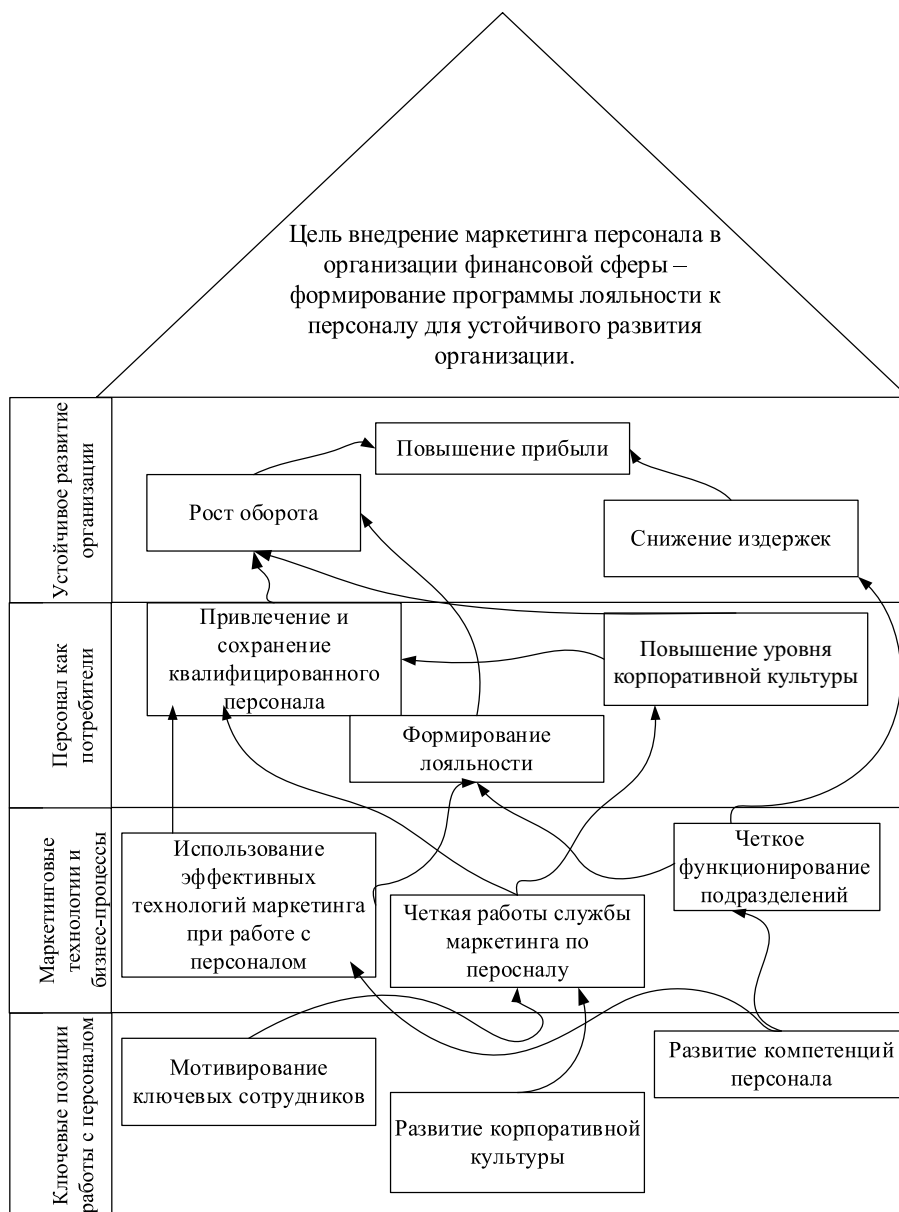 Цель внедрение маркетинга персонала в
организации финансовой сферы –
формирование программы лояльности к
персоналу для устойчивого развития
организации.
Устойчивое развитие
организации
Повышение прибыли
Рост оборота
Снижение издержек
Персонал как
потребители
Привлечение и
сохранение
квалифицированного
персонала
Повышение уровня
корпоративной культуры
Формирование
лояльности
Маркетинговые
технологии и
бизнес-процессы
Использование
эффективных
технологий маркетинга
при работе с
персоналом
Четкая работы службы
маркетинга по
перосналу
Четкое
функционирование
подразделений
Ключевые позиции
работы с персоналом
Мотивирование
ключевых сотрудников
Развитие корпоративной
культуры
Развитие компетенций
персонала